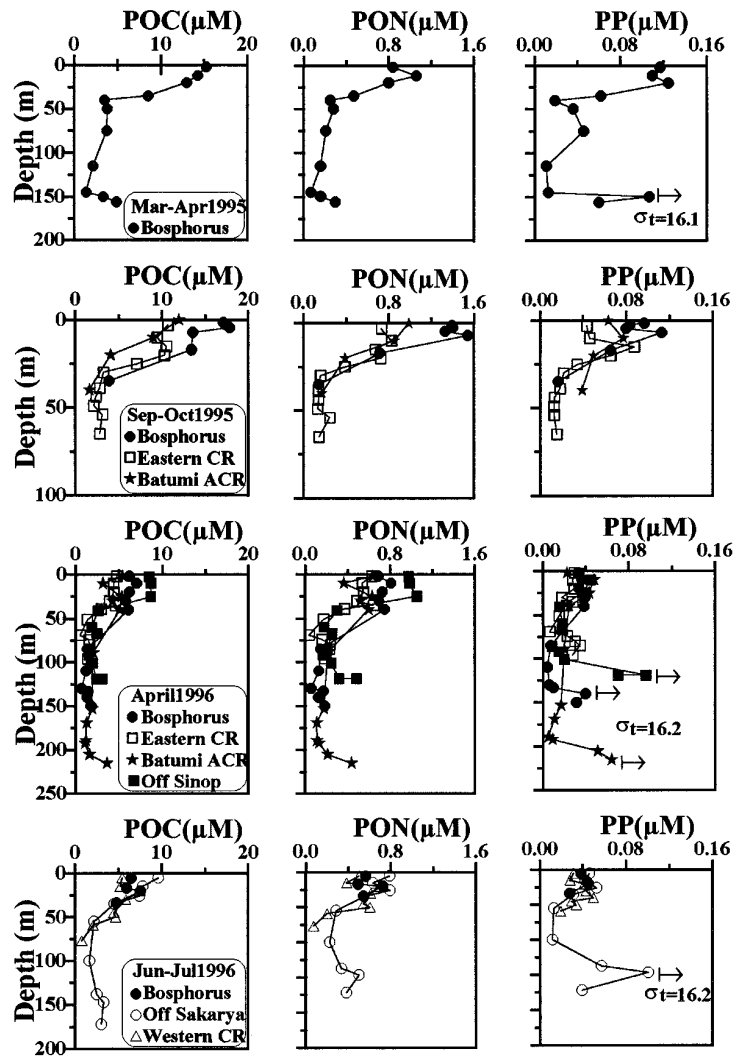 POC(µM) PON(µM) PP(µM)
0 10 20 0.0 0.8 1.6 0.00 0.08 0.16
0
50
100
150
200
Depth (m)
Mar-Apr1995
Bosphorus
σt=16.1
POC(µM) PON(µM) PP(µM)
0 10 20 0.0 0.8 1.6 0.00 0.08 0.16
0
50
100
Depth (m)
Sep-Oct1995
Bosphorus
Eastern CR
Batumi ACR
POC(µM) PON(µM) PP(µM)
0 10 20 0.0 0.8 1.6 0.00 0.08 0.16
0
50
100
150
200
250
Depth (m)
April1996
Bosphorus
Eastern CR
Batumi ACR
Off Sinop
σt=16.2
POC(µM) PON(µM) PP(µM)
0 10 20 0.0 0.8 1.6 0.00 0.08 0.16
0
50
100
150
200
Depth (m)
Jun-Jul1996
Bosphorus
Off Sakarya
Western CR
σt=16.2